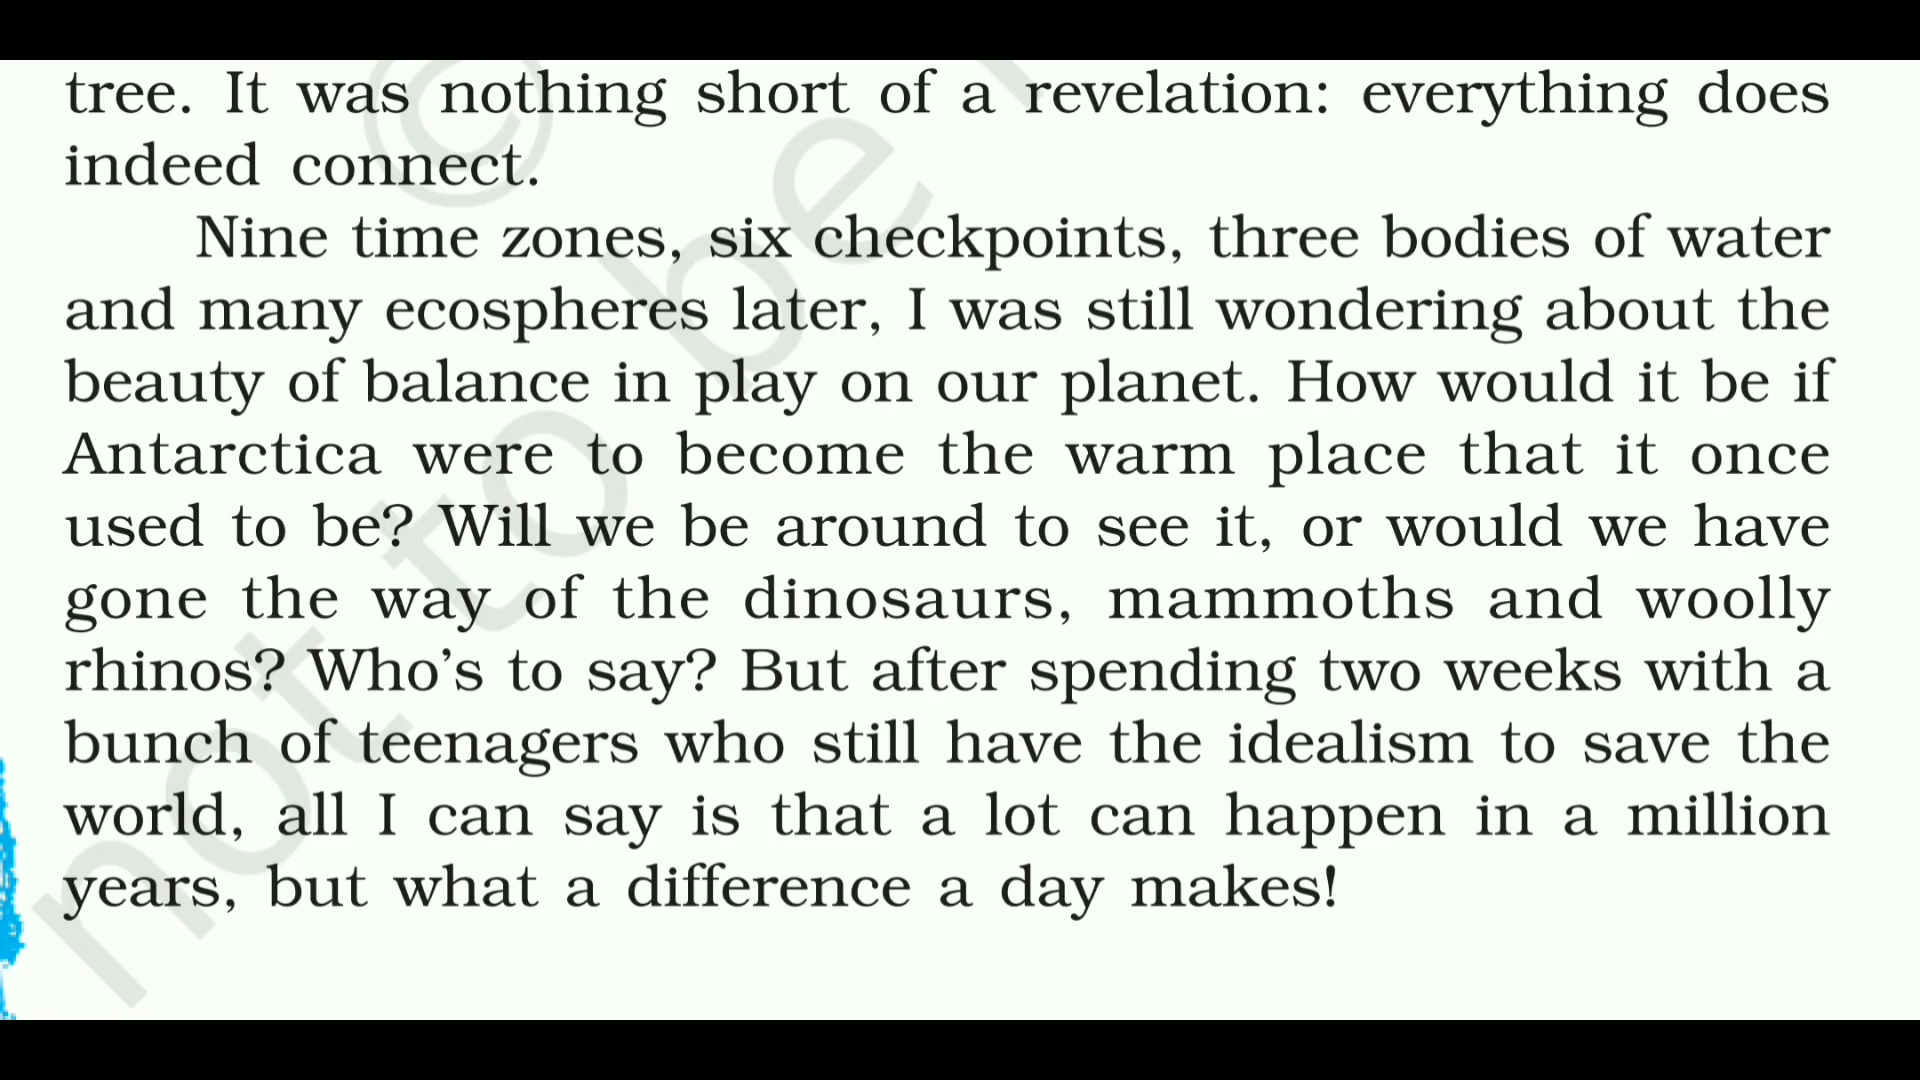 tree. It was nothing short of a revelation: everything does
indeed connect.
Nine time zones, six checkpoints, three bodies of water
and many ecospheres later, I was still wondering about the
beauty of balance in play on our planet. How would it be if
Antarctica were to become the warm place that it once
used to be? Will we be around to see it, or would we have
gone the way of the dinosaurs, mammoths and woolly
rhinos? Who’s to say? But after spending two weeks with a
bunch of teenagers who still have the idealism to save the
world, all I can say is that a lot can happen in a million
years, but what a difference a day makes!
©
not to be